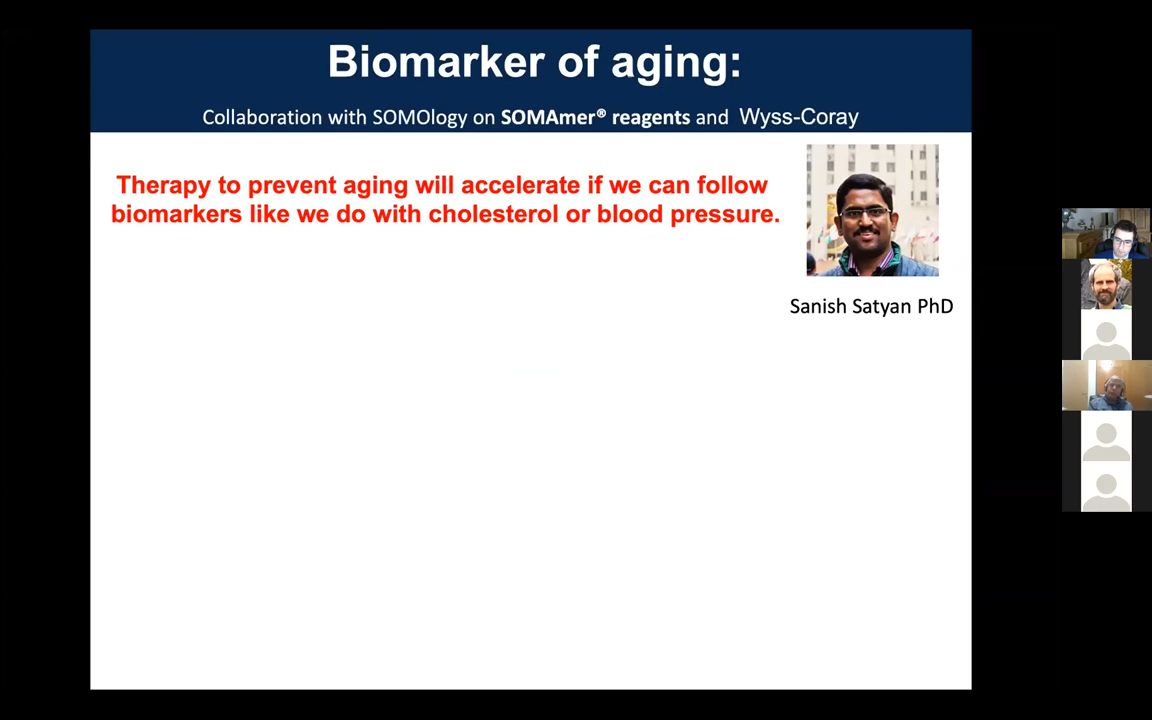 Biomarker of aging:
Collaboration with SOMOlogy on SOMAmer® reagents and Wyss-Coray
Therapy to prevent aging will accelerate if we can follow
biomarkers like we do with cholesterol or blood pressure.
Sanish Satyan PhD